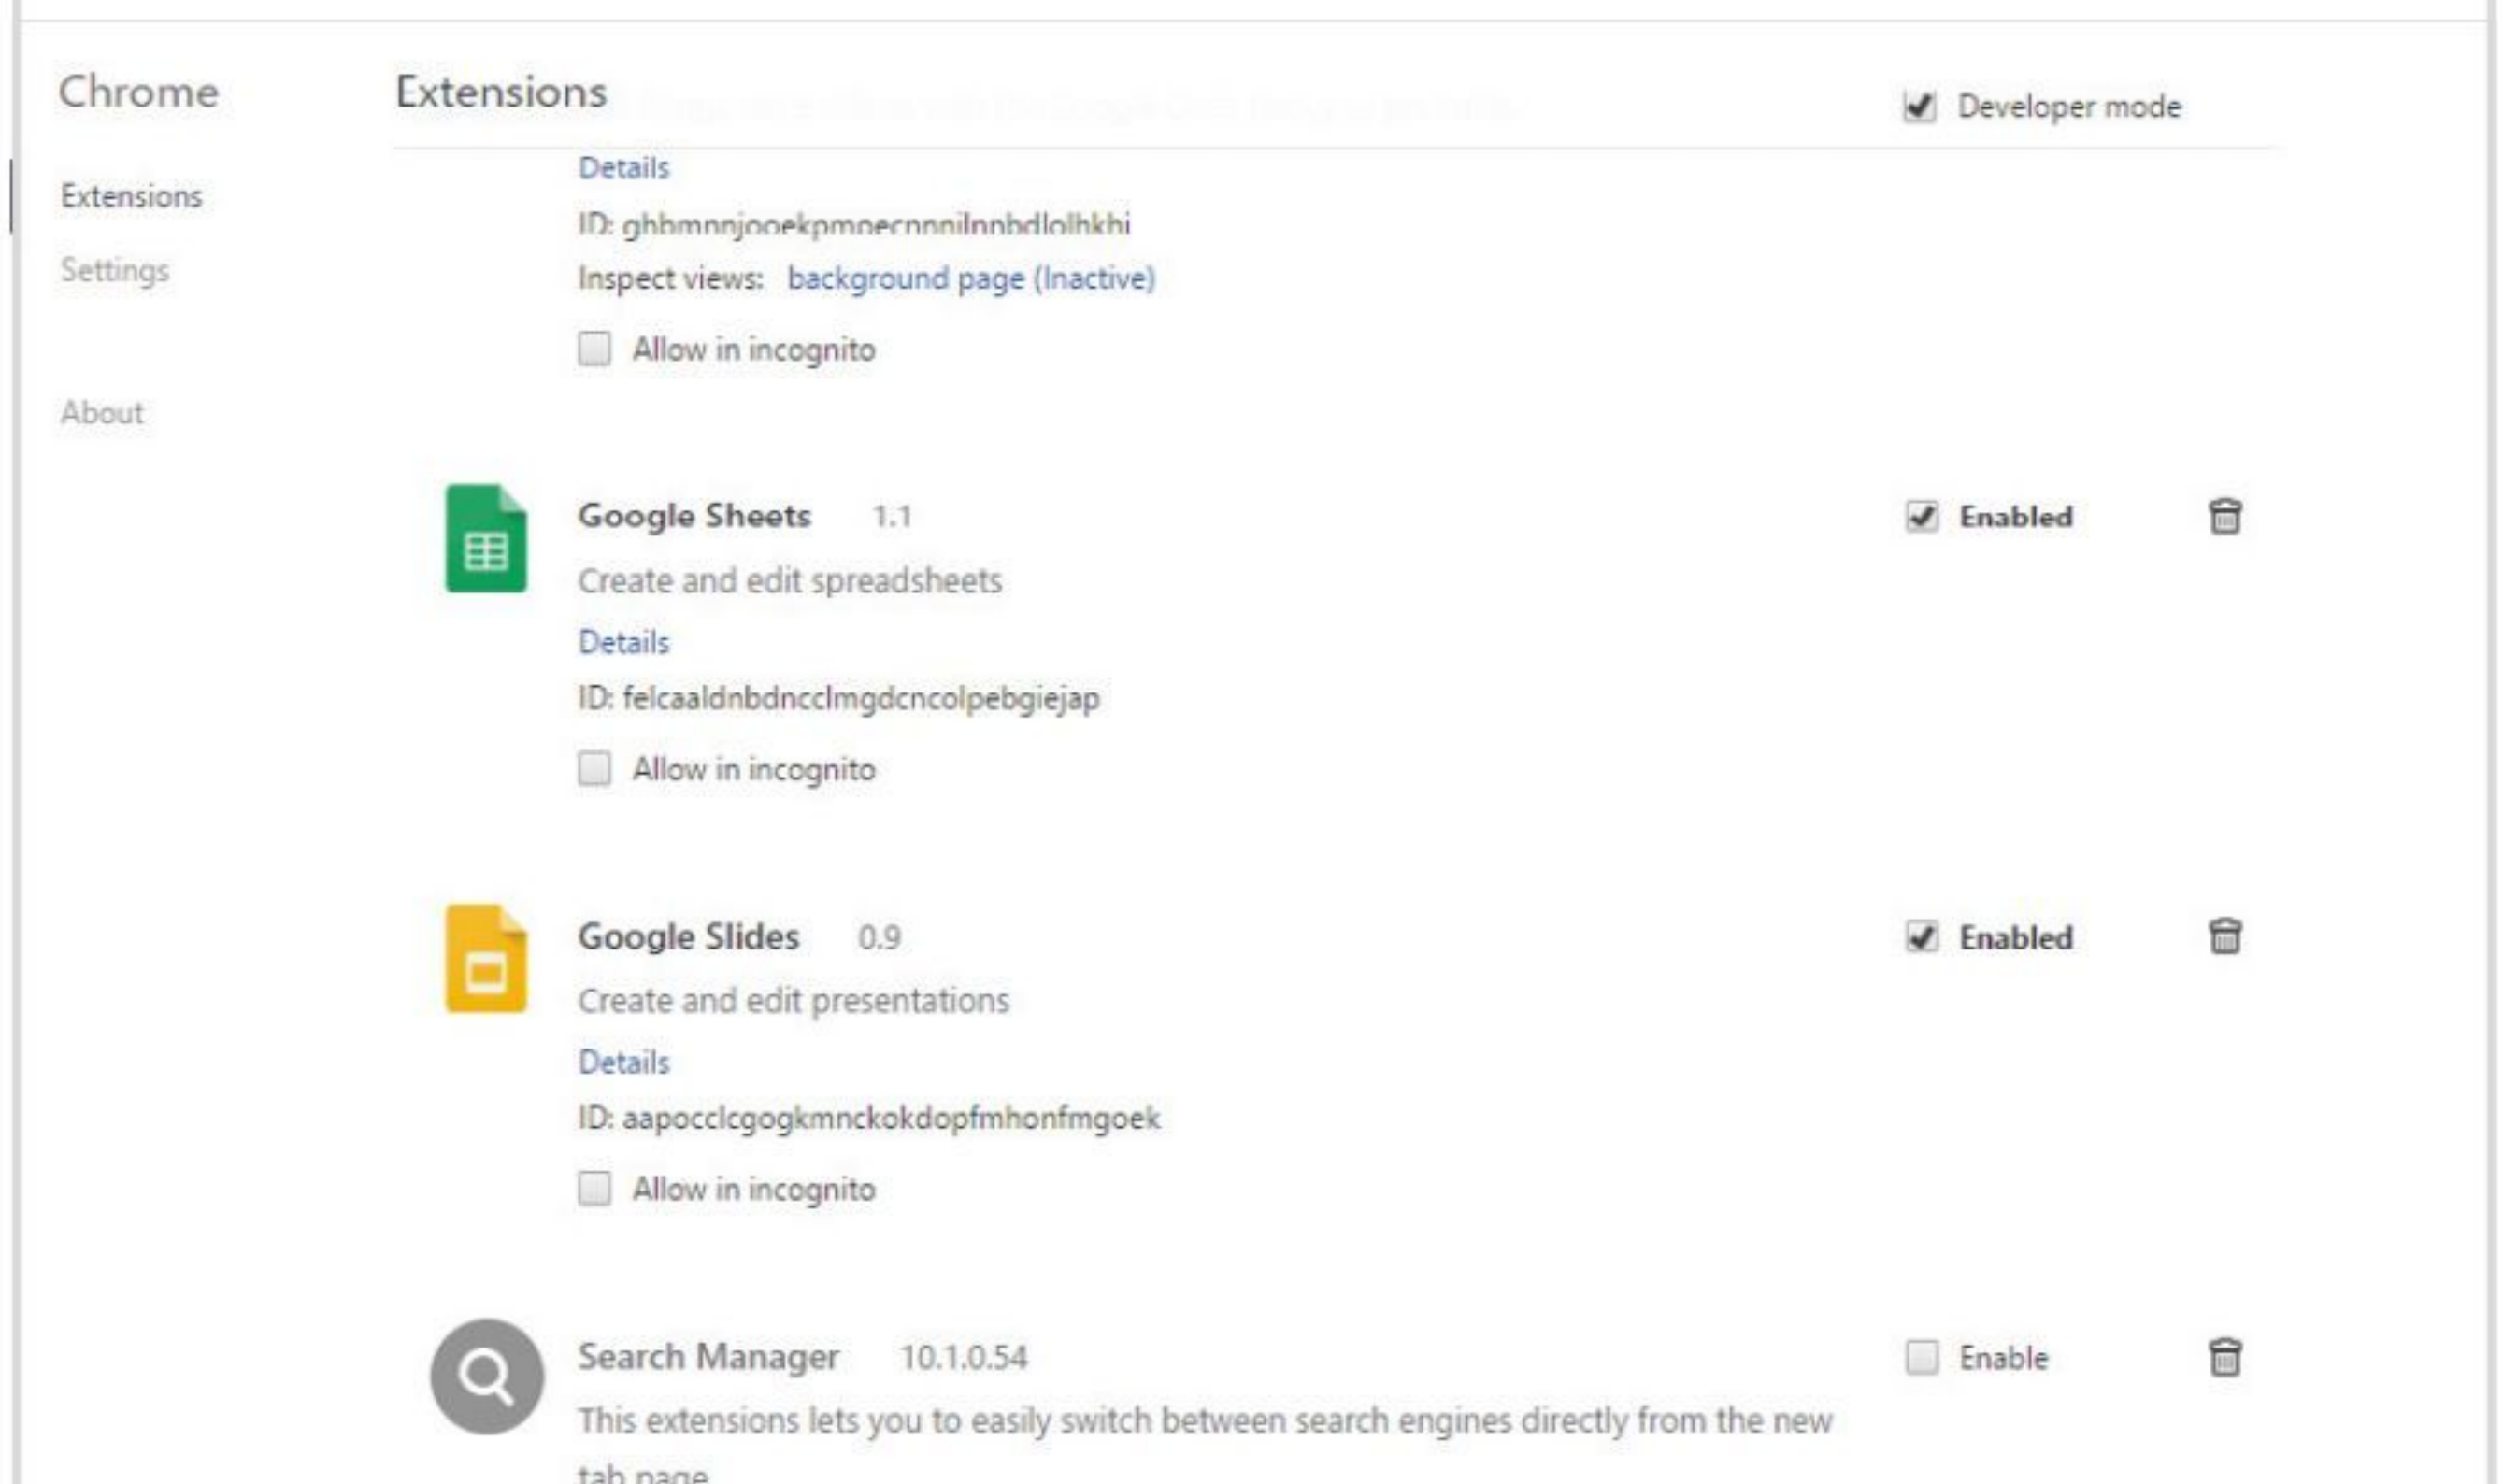 Chrome
Extensions
Developer mode
Extensions
Settings
About
Details
ID: ghbmnnjooekpmoecnnnilnnbdlolhkhi
Inspect views: background page (Inactive)
Allow in incognito
Google Sheets 1.1 Enabled
Create and edit spreadsheets
Details
ID: felcaaldnbdncclmgdcncolpebgiejap
Allow in incognito
Google Slides 0.9 Enabled
Create and edit presentations
Details
ID: aapocclcgogkmnckokdopfmhonfmgoek
Allow in incognito
Search Manager 10.1.0.54 Enable
This extensions lets you to easily switch between search engines directly from the new
tab page